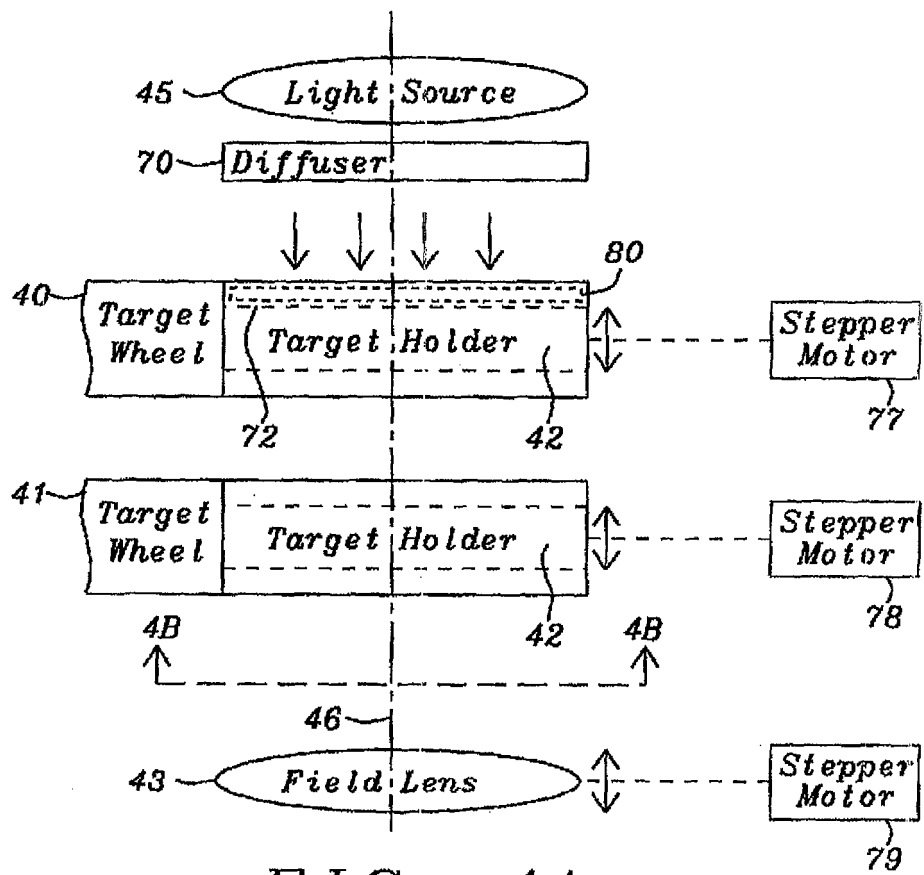 45
Light Source
70
Diffuser
80
40
Target
Wheel
Target Holder
72
42
Stepper
Motor
77
41
Target
Wheel
Target Holder
42
Stepper
Motor
78
4B
4B
46
43
Field Lens
Stepper
Motor
79